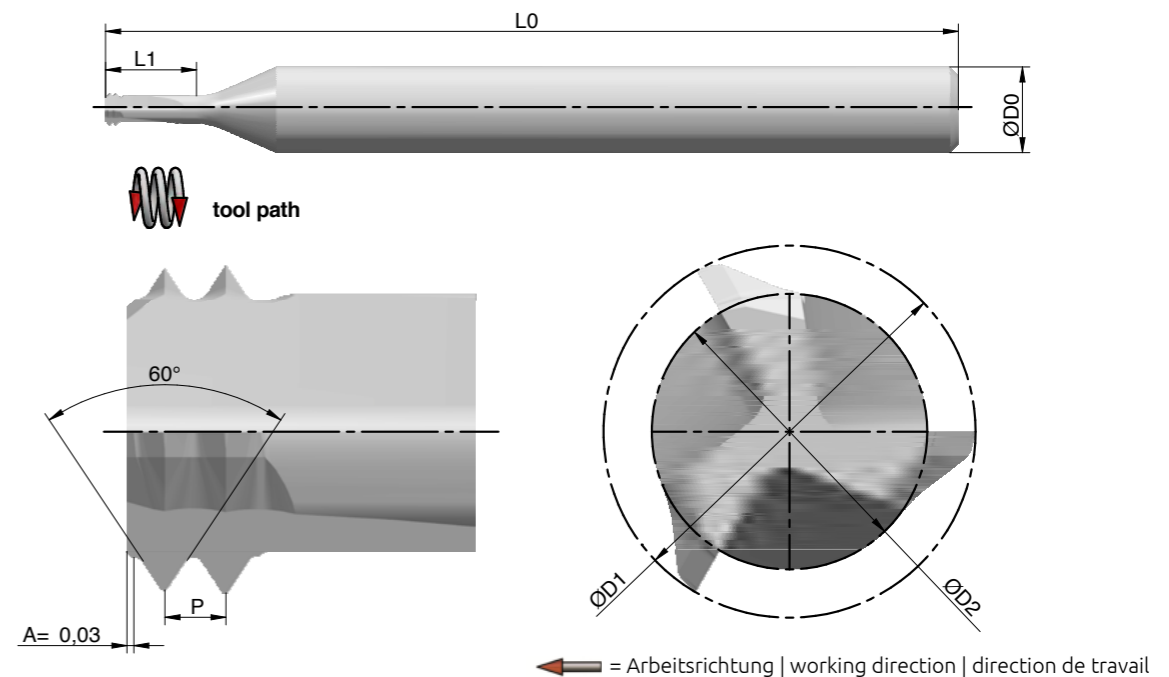 L0
L1
ØD0
tool path
60°
P
A= 0,03
ØD1
ØD2
= Arbeitsrichtung | working direction | direction de travail